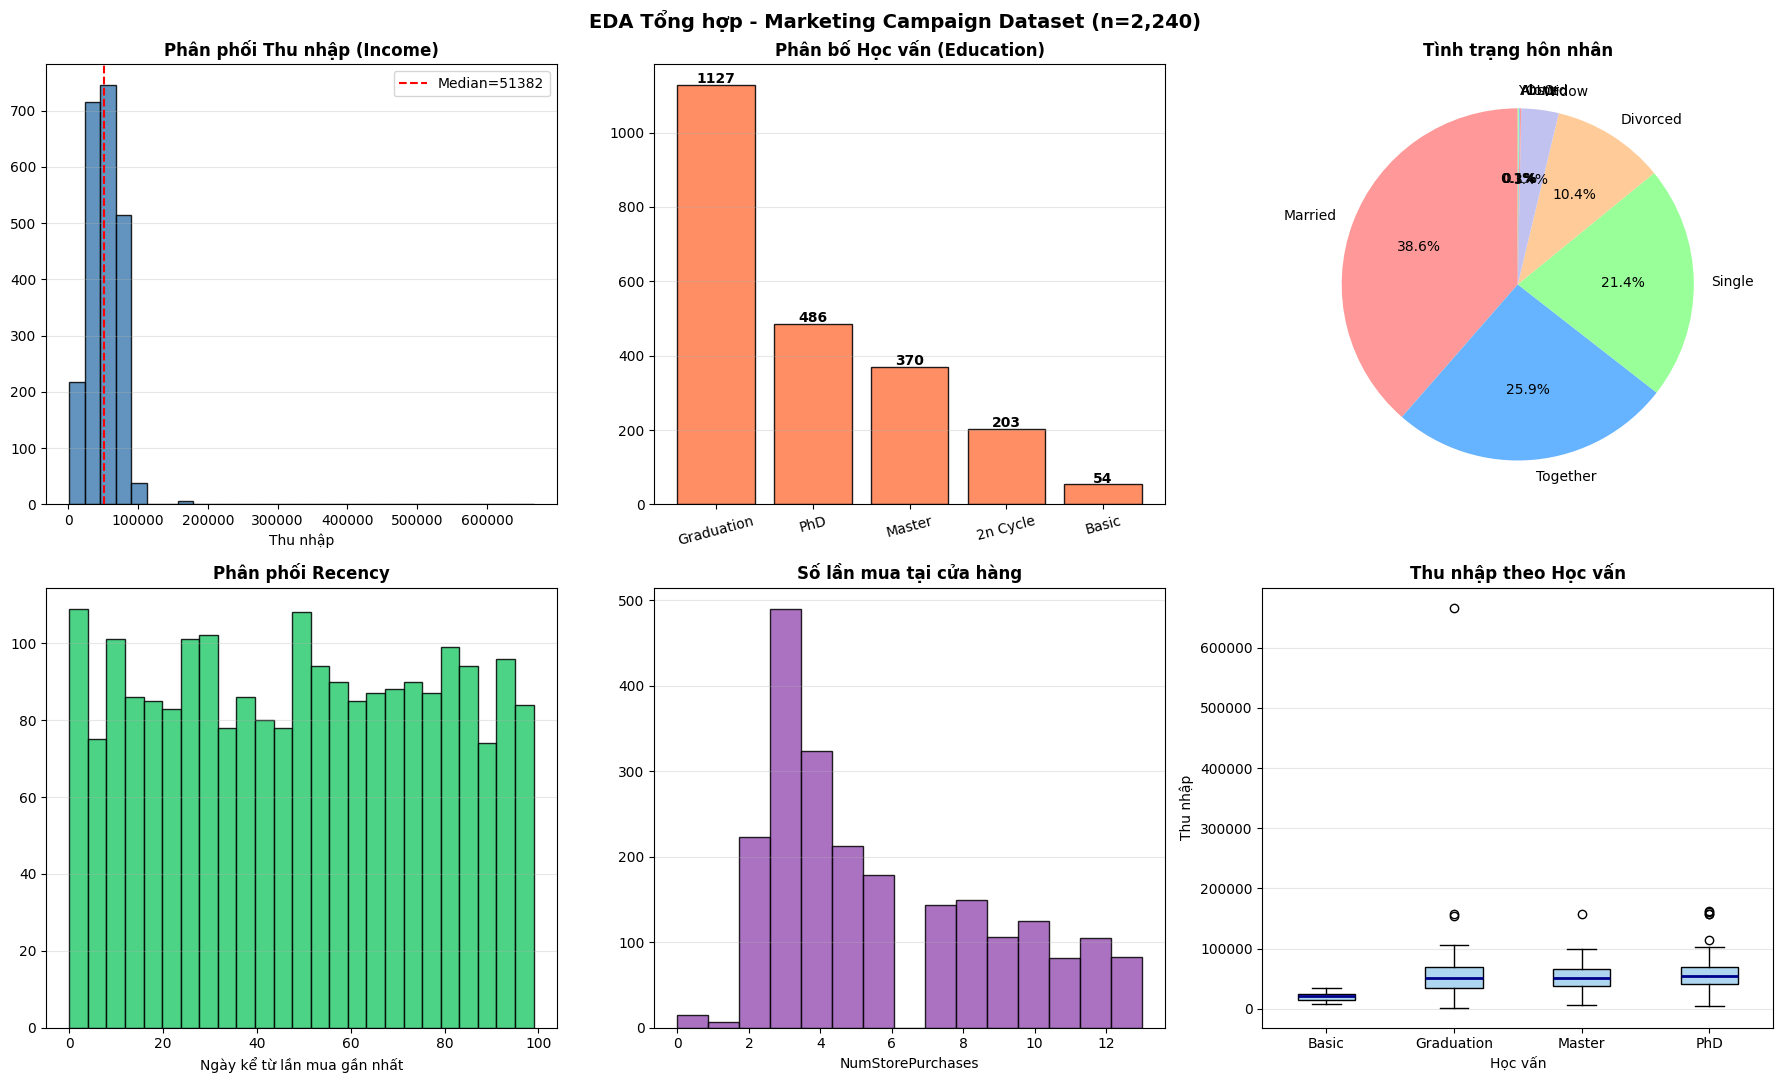 EDA Tổng hợp - Marketing Campaign Dataset (n=2,240)
Phân phối Thu nhập (Income)
Median=51382
700
600
500
400
300
200
100
0
0 100000 200000 300000 400000 500000 600000
Thu nhập
Phân bố Học vấn (Education)
1127
486
370
203
54
1000
800
600
400
200
0
Graduation PhD Master 2n Cycle Basic
Tình trạng hôn nhân
Widow
Divorced
Married
Single
Together
10.4%
38.6%
21.4%
25.9%
0.1%
Phân phối Recency
100
80
60
40
20
0
0 20 40 60 80 100
Ngày kể từ lần mua gần nhất
Số lần mua tại cửa hàng
500
400
300
200
100
0
0 2 4 6 8 10 12
NumStorePurchases
Thu nhập theo Học vấn
600000
500000
400000
300000
200000
100000
0
Thu nhập
Basic Graduation Master PhD
Học vấn